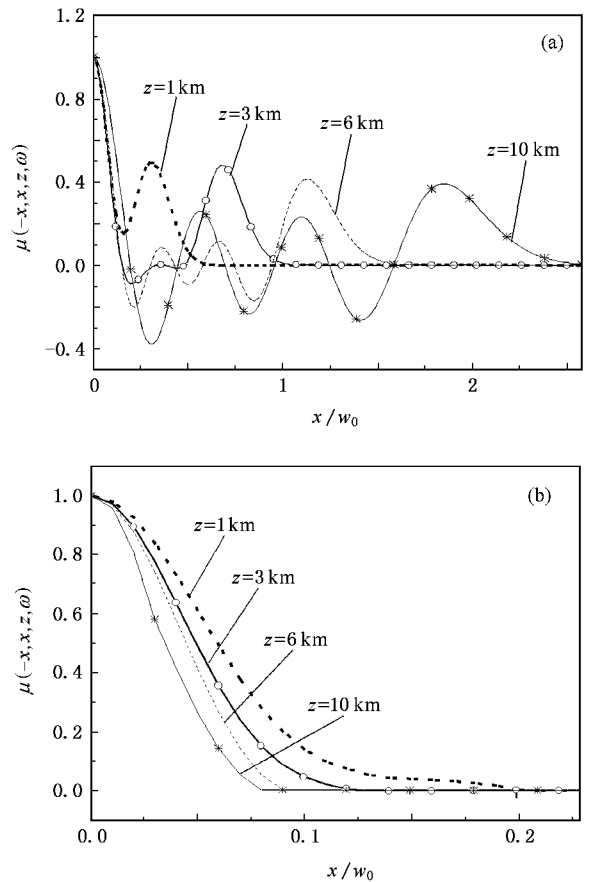 1.2
(a)
z=1 km
0.8
z=3 km
z=6 km
z=10 km
μ(−x,x,z,ω)
0.4
0.0
−0.4
0
1
2
x/w₀
1.0
(b)
z=1 km
0.8
z=3 km
μ(−x,x,z,ω)
0.6
z=6 km
0.4
z=10 km
0.2
0.0
0.0
0.1
0.2
x/w₀